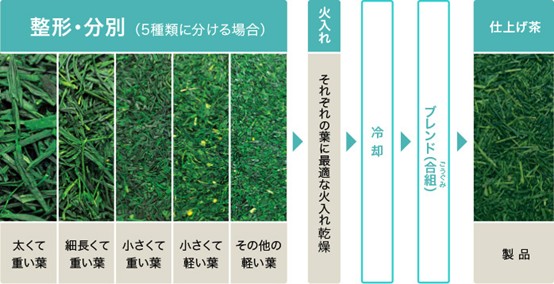 整形・分別（5種類に分ける場合）
太くて
重い葉
細長くて
重い葉
小さくて
重い葉
小さくて
軽い葉
その他の
軽い葉
火入れ
それぞれの葉に最適な火入れ乾燥
冷却
ブレンド（合組）
ごうぐみ
仕上げ茶
製品